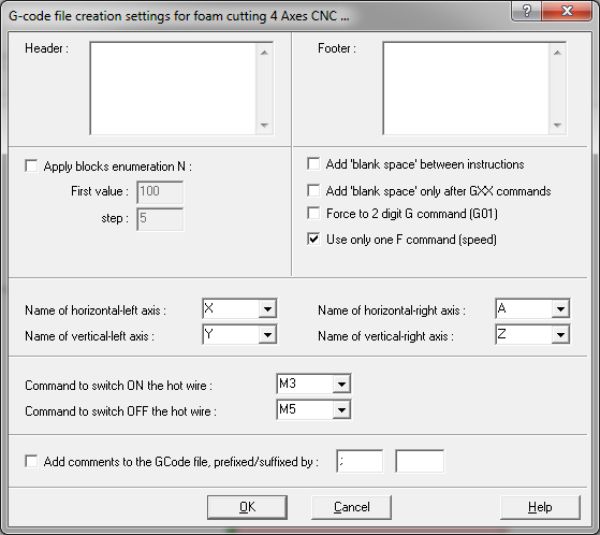 G-code file creation settings for foam cutting 4 Axes CNC ...
Header :
Footer :
Apply blocks enumeration N :
First value : 100
step : 5
Add 'blank space' between instructions
Add 'blank space' only after GXX commands
Force to 2 digit G command (G01)
Use only one F command (speed)
Name of horizontal-left axis : X
Name of horizontal-right axis : A
Name of vertical-left axis : Y
Name of vertical-right axis : Z
Command to switch ON the hot wire : M3
Command to switch OFF the hot wire : M5
Add comments to the GCode file, prefixed/suffixed by : ;
OK
Cancel
Help